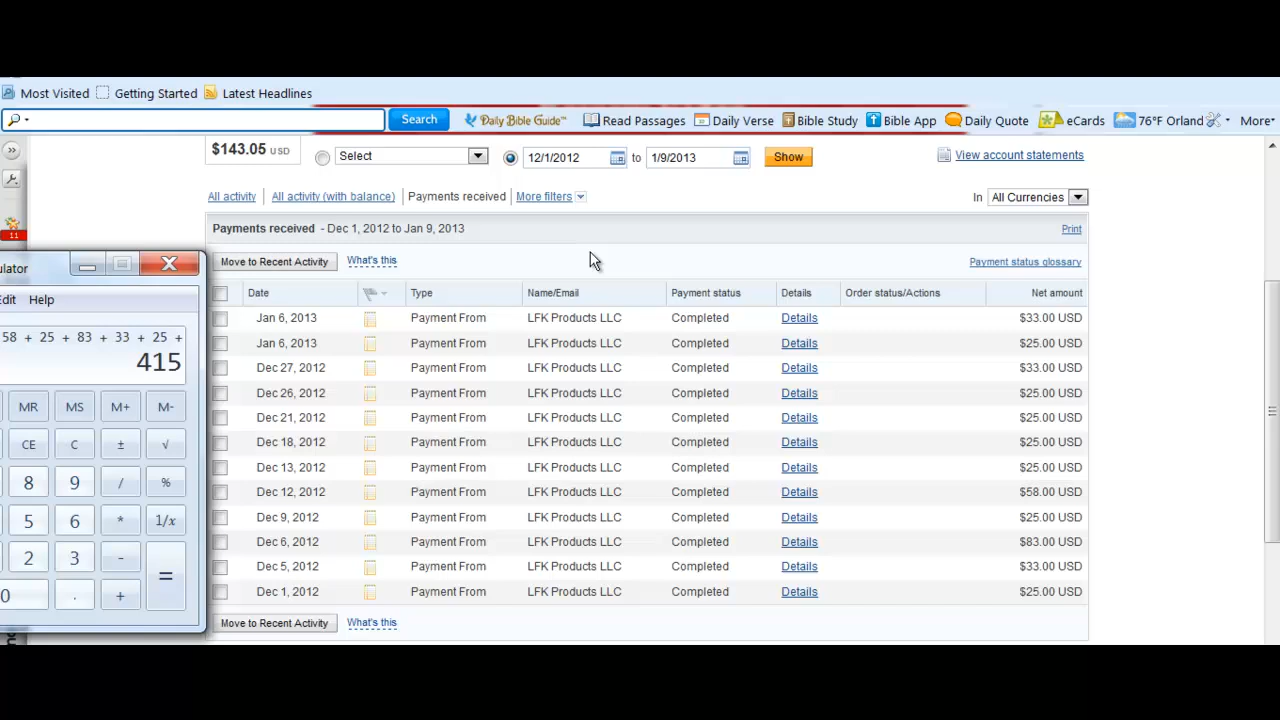 Most Visited Getting Started Latest Headlines
Search Daily Bible Guide™ Read Passages Daily Verse Bible Study Bible App Daily Quote eCards 76°F Orland More
$143.05 USD Select 12/1/2012 to 1/9/2013 Show View account statements
All activity All activity (with balance) Payments received More filters In All Currencies
11
Payments received - Dec 1, 2012 to Jan 9, 2013 Print
Move to Recent Activity What's this Payment status glossary
Date Type Name/Email Payment status Details Order status/Actions Net amount
Jan 6, 2013 Payment From LFK Products LLC Completed Details $33.00 USD
Jan 6, 2013 Payment From LFK Products LLC Completed Details $25.00 USD
Dec 27, 2012 Payment From LFK Products LLC Completed Details $33.00 USD
Dec 26, 2012 Payment From LFK Products LLC Completed Details $25.00 USD
Dec 21, 2012 Payment From LFK Products LLC Completed Details $25.00 USD
Dec 18, 2012 Payment From LFK Products LLC Completed Details $25.00 USD
Dec 13, 2012 Payment From LFK Products LLC Completed Details $25.00 USD
Dec 12, 2012 Payment From LFK Products LLC Completed Details $58.00 USD
Dec 9, 2012 Payment From LFK Products LLC Completed Details $25.00 USD
Dec 6, 2012 Payment From LFK Products LLC Completed Details $83.00 USD
Dec 5, 2012 Payment From LFK Products LLC Completed Details $33.00 USD
Dec 1, 2012 Payment From LFK Products LLC Completed Details $25.00 USD
Move to Recent Activity What's this
ulator
dit Help
58 + 25 + 83 + 33 + 25 +
415
MR MS M+ M-
CE C ± √
8 9 / %
5 6 * 1/x
2 3 - =
0 . +